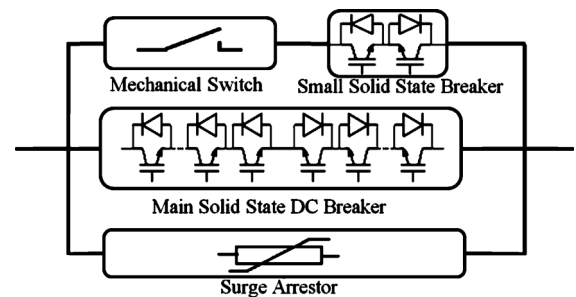 Mechanical Switch
Small Solid State Breaker
Main Solid State DC Breaker
Surge Arrestor